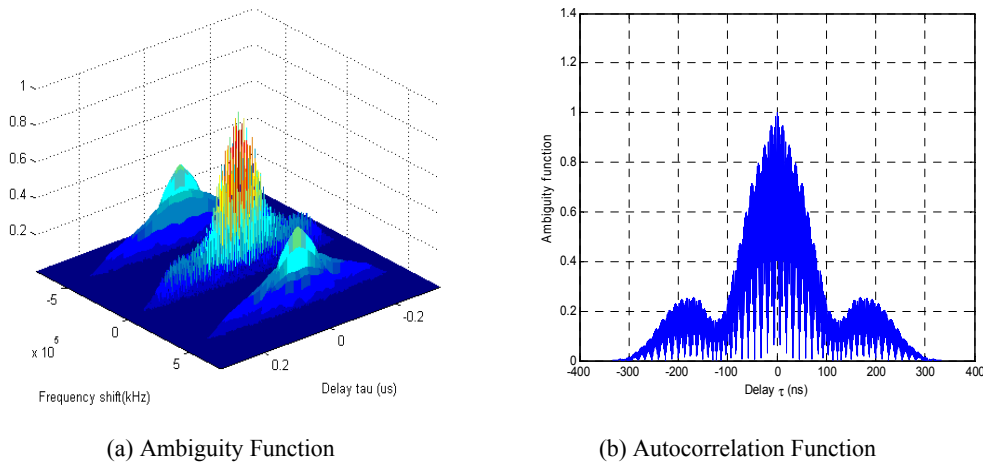 1
0.8
0.6
0.4
0.2
-5
0
5
x 10^5
Frequency shift(kHz)
0.2
0
-0.2
Delay tau (us)
(a) Ambiguity Function
1.4
1.2
1
0.8
0.6
0.4
0.2
0
-400 -300 -200 -100 0 100 200 300 400
Ambiguity function
Delay τ (ns)
(b) Autocorrelation Function